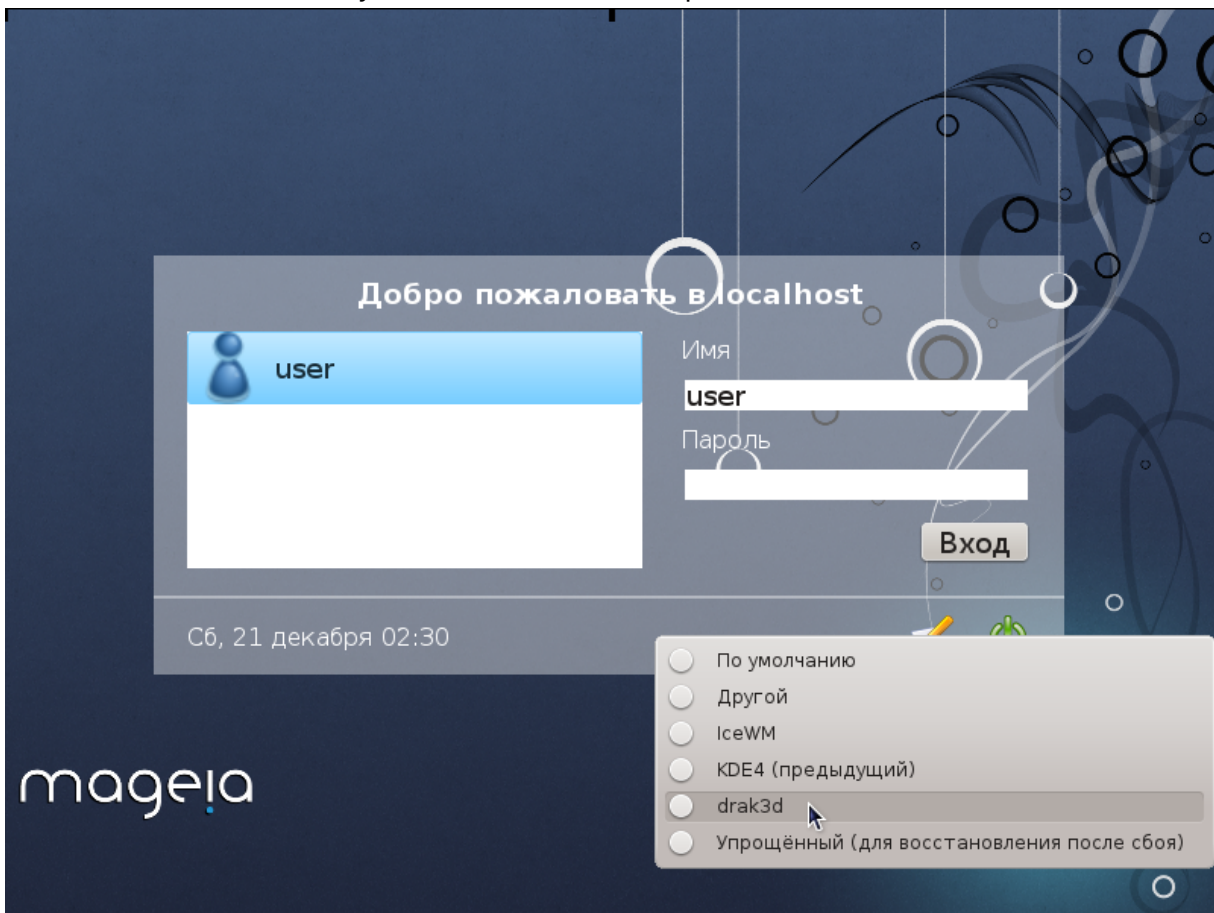 Добро пожаловать в localhost
user
Имя
user
Пароль
Вход
Сб, 21 декабря 02:30
По умолчанию
Другой
IceWM
KDE4 (предыдущий)
drak3d
Упрощённый (для восстановления после сбоя)
mageia